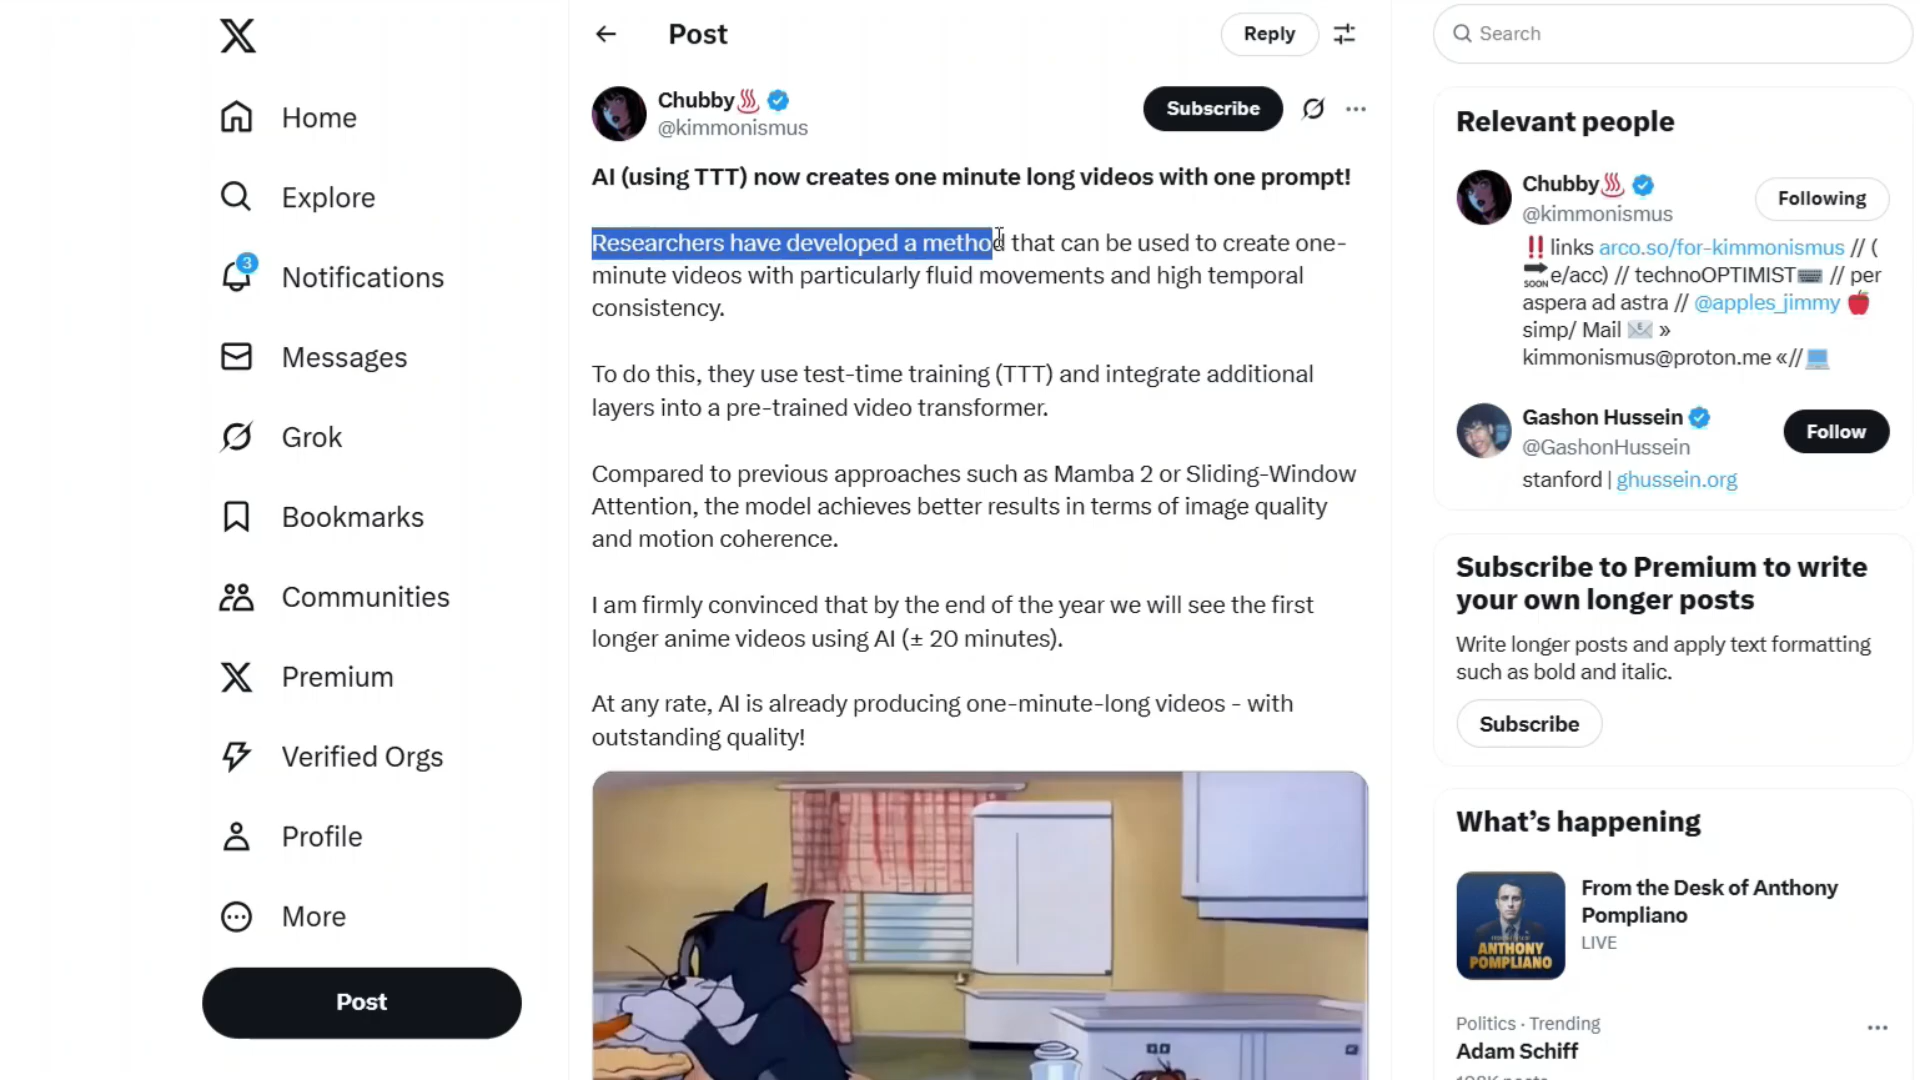 Home
Explore
3
Notifications
Messages
Grok
Bookmarks
Communities
Premium
Verified Orgs
Profile
More
Post
Post
Reply
Chubby
@kimmonismus
Subscribe
AI (using TTT) now creates one minute long videos with one prompt!
Researchers have developed a method that can be used to create one-
minute videos with particularly fluid movements and high temporal
consistency.
To do this, they use test-time training (TTT) and integrate additional
layers into a pre-trained video transformer.
Compared to previous approaches such as Mamba 2 or Sliding-Window
Attention, the model achieves better results in terms of image quality
and motion coherence.
I am firmly convinced that by the end of the year we will see the first
longer anime videos using AI (± 20 minutes).
At any rate, AI is already producing one-minute-long videos - with
outstanding quality!
Search
Relevant people
Chubby
@kimmonismus
Following
‼️links arco.so/for-kimmonismus // (
🔜e/acc) // technoOPTIMIST⌨️ // per
aspera ad astra // @apples_jimmy 🍎
simp/ Mail 📧 »
kimmonismus@proton.me «//💻
Gashon Hussein
@GashonHussein
Follow
stanford | ghussein.org
Subscribe to Premium to write
your own longer posts
Write longer posts and apply text formatting
such as bold and italic.
Subscribe
What’s happening
From the Desk of Anthony
Pompliano
LIVE
ANTHONY
POMPLIANO
Politics · Trending
Adam Schiff